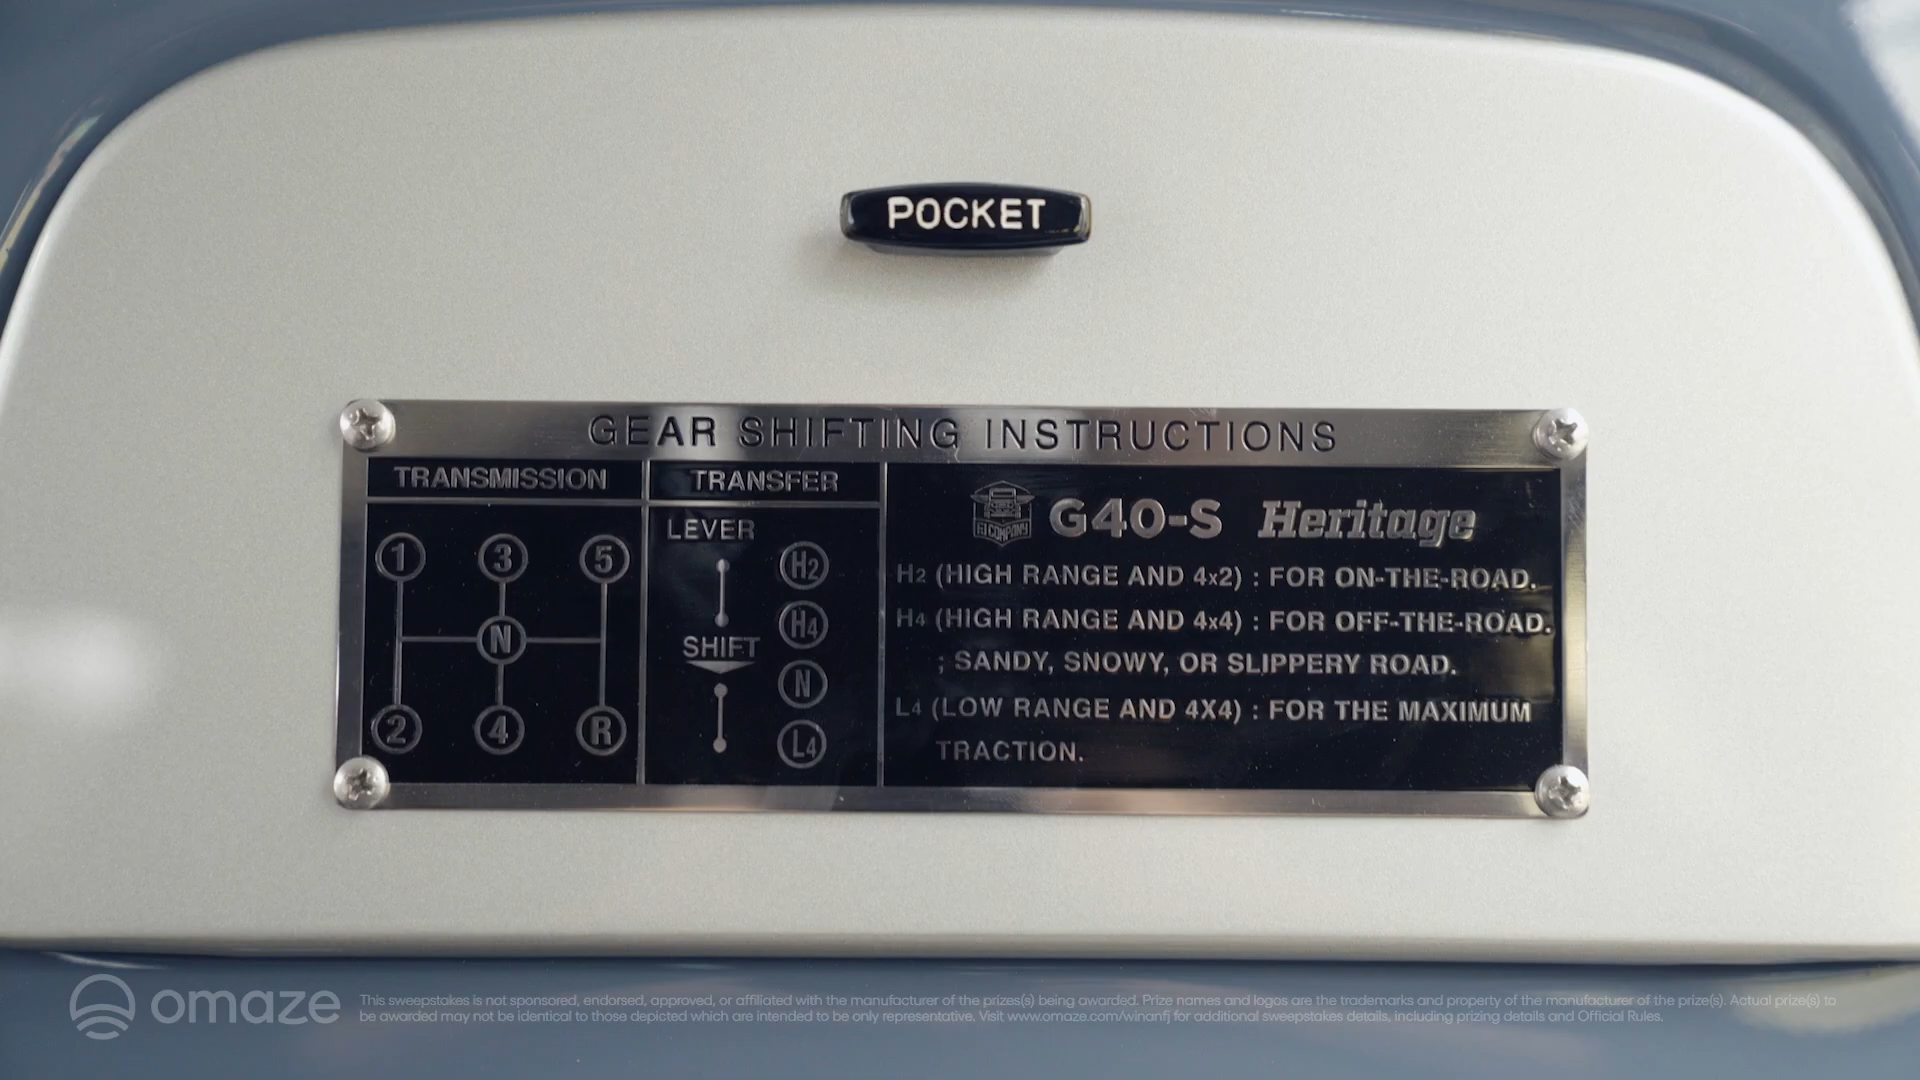 POCKET
GEAR SHIFTING INSTRUCTIONS
TRANSMISSION
1 3 5
N
2 4 R
TRANSFER
LEVER
H2
H4
SHIFT
N
L4
FJ COMPANY
G40-S Heritage
H2 (HIGH RANGE AND 4x2) : FOR ON-THE-ROAD.
H4 (HIGH RANGE AND 4x4) : FOR OFF-THE-ROAD.
; SANDY, SNOWY, OR SLIPPERY ROAD.
L4 (LOW RANGE AND 4X4) : FOR THE MAXIMUM
TRACTION.
omaze
This sweepstakes is not sponsored, endorsed, approved, or affiliated with the manufacturer of the prizes(s) being awarded. Prize names and logos are the trademarks and property of the manufacturer of the prize(s). Actual prize(s) to
be awarded may not be identical to those depicted which are intended to be only representative. Visit www.omaze.com/winanfj for additional sweepstakes details, including prizing details and Official Rules.